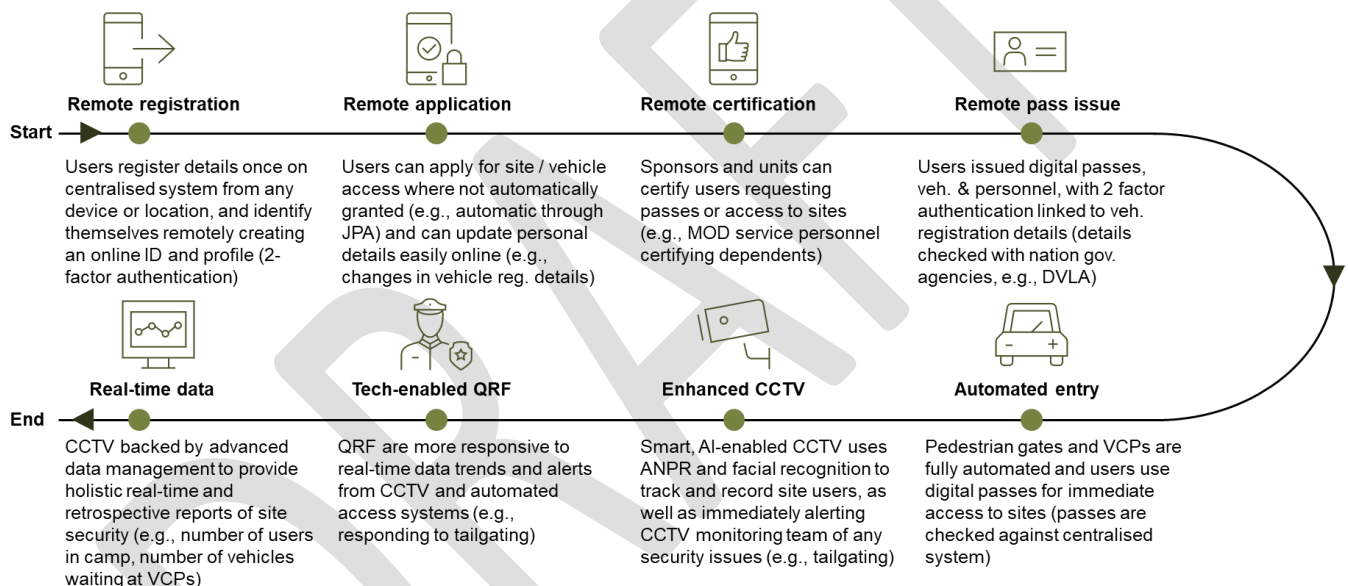 DRAFT
Remote registration
Remote application
Remote certification
Remote pass issue
Start
Users register details once on
centralised system from any
device or location, and identify
themselves remotely creating
an online ID and profile (2-
factor authentication)
Users can apply for site / vehicle
access where not automatically
granted (e.g., automatic through
JPA) and can update personal
details easily online (e.g.,
changes in vehicle reg. details)
Sponsors and units can
certify users requesting
passes or access to sites
(e.g., MOD service personnel
certifying dependents)
Users issued digital passes,
veh. & personnel, with 2 factor
authentication linked to veh.
registration details (details
checked with nation gov.
agencies, e.g., DVLA)
Real-time data
Tech-enabled QRF
Enhanced CCTV
Automated entry
End
CCTV backed by advanced
data management to provide
holistic real-time and
retrospective reports of site
security (e.g., number of users
in camp, number of vehicles
waiting at VCPs)
QRF are more responsive to
real-time data trends and alerts
from CCTV and automated
access systems (e.g.,
responding to tailgating)
Smart, AI-enabled CCTV uses
ANPR and facial recognition to
track and record site users, as
well as immediately alerting
CCTV monitoring team of any
security issues (e.g., tailgating)
Pedestrian gates and VCPs are
fully automated and users use
digital passes for immediate
access to sites (passes are
checked against centralised
system)